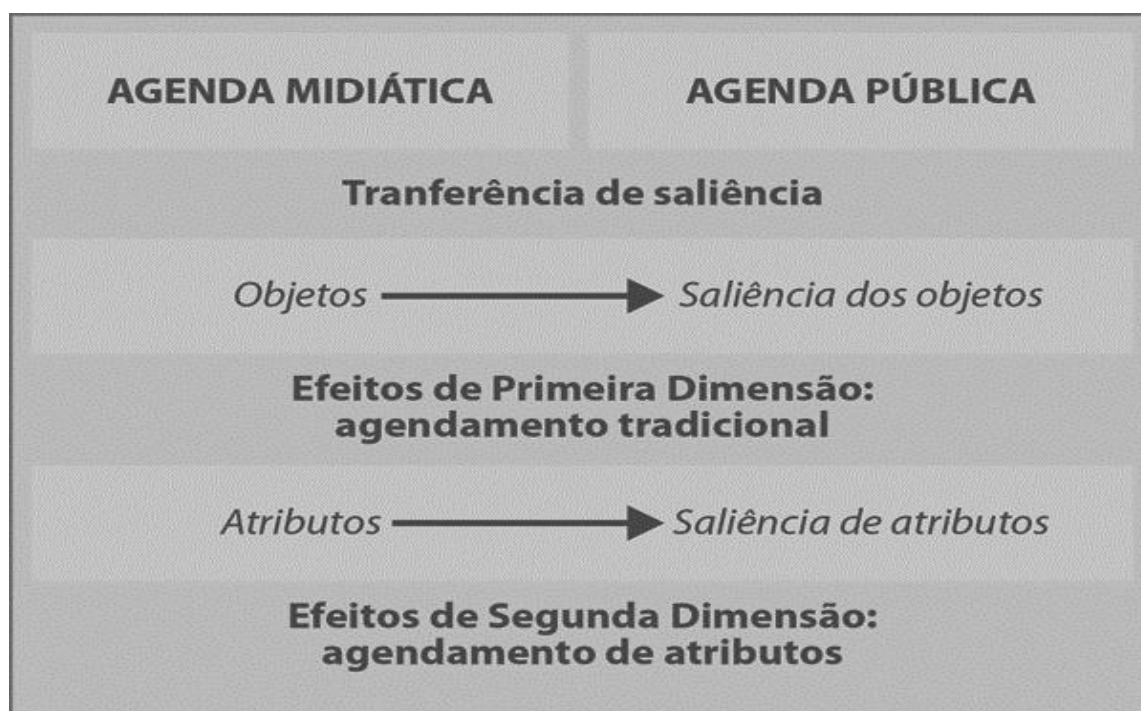 AGENDA MIDIÁTICA
AGENDA PÚBLICA
Tranferência de saliência
Objetos
Saliência dos objetos
Efeitos de Primeira Dimensão:
agendamento tradicional
Atributos
Saliência de atributos
Efeitos de Segunda Dimensão:
agendamento de atributos